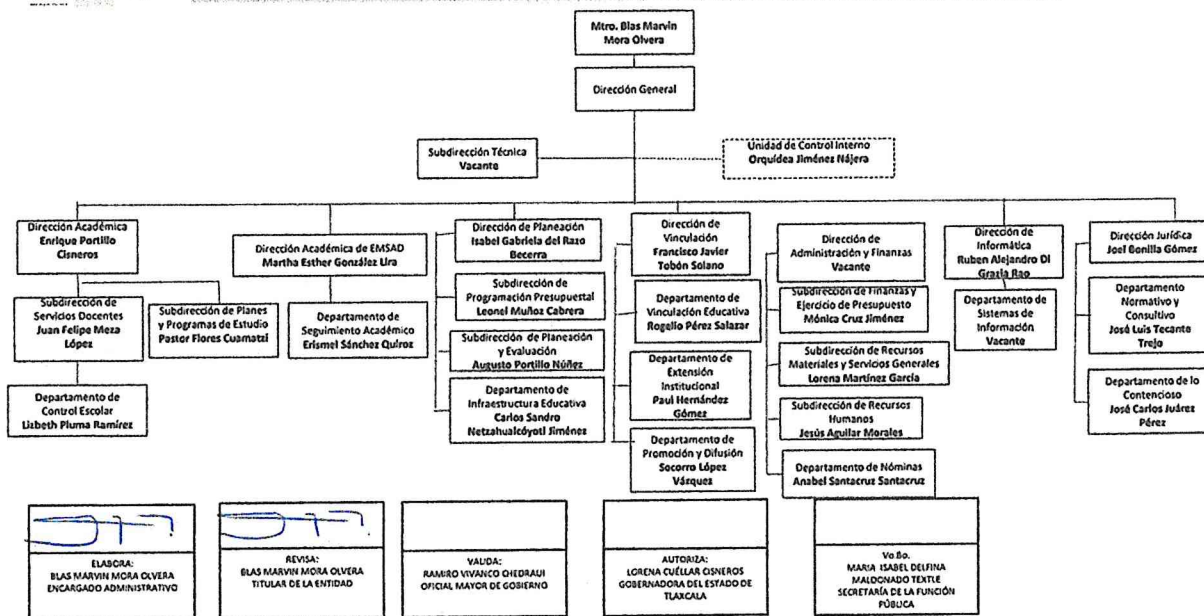 Mtro. Blas Marvin
Mora Olvera
Dirección General
Subdirección Técnica
Vacante
Unidad de Control Interno
Orquídea Jiménez Nájera
Dirección Académica
Enrique Portillo
Cisneros
Subdirección de
Servicios Docentes
Juan Felipe Meza
López
Subdirección de Planes
y Programas de Estudio
Pastor Flores Cuamatzi
Departamento de
Control Escolar
Lizbeth Pluma Ramírez
Dirección Académica de EMSAD
Martha Esther González Lira
Departamento de
Seguimiento Académico
Erismel Sánchez Quiroz
Dirección de Planeación
Isabel Gabriela del Razo
Becerra
Subdirección de
Programación Presupuestal
Leonel Muñoz Cabrera
Subdirección de Planeación
y Evaluación
Augusto Portillo Núñez
Departamento de
Infraestructura Educativa
Carlos Sandro
Netzahualcóyotl Jiménez
Dirección de
Vinculación
Francisco Javier
Tobón Solano
Departamento de
Vinculación Educativa
Rogelio Pérez Salazar
Departamento de
Extensión
Institucional
Paul Hernández
Gómez
Departamento de
Promoción y Difusión
Socorro López
Vázquez
Dirección de
Administración y Finanzas
Vacante
Subdirección de Finanzas y
Ejercicio de Presupuesto
Mónica Cruz Jiménez
Subdirección de Recursos
Materiales y Servicios Generales
Lorena Martínez García
Subdirección de Recursos
Humanos
Jesús Aguilar Morales
Departamento de Nóminas
Anabel Santacruz Santacruz
Dirección de
Informática
Ruben Alejandro Di
Grazia Rao
Departamento de
Sistemas de
Información
Vacante
Dirección Jurídica
Joel Bonilla Gómez
Departamento
Normativo y
Consultivo
José Luis Tecante
Trejo
Departamento de lo
Contencioso
José Carlos Juárez
Pérez
ELABORA:
BLAS MARVIN MORA OLVERA
ENCARGADO ADMINISTRATIVO
REVISA:
BLAS MARVIN MORA OLVERA
TITULAR DE LA ENTIDAD
VALIDA:
RAMIRO VIVANCO CHEDRAUI
OFICIAL MAYOR DE GOBIERNO
AUTORIZA:
LORENA CUÉLLAR CISNEROS
GOBERNADORA DEL ESTADO DE
TLAXCALA
Vo.Bo.
MARIA ISABEL DELFINA
MALDONADO TEXTLE
SECRETARÍA DE LA FUNCIÓN
PÚBLICA